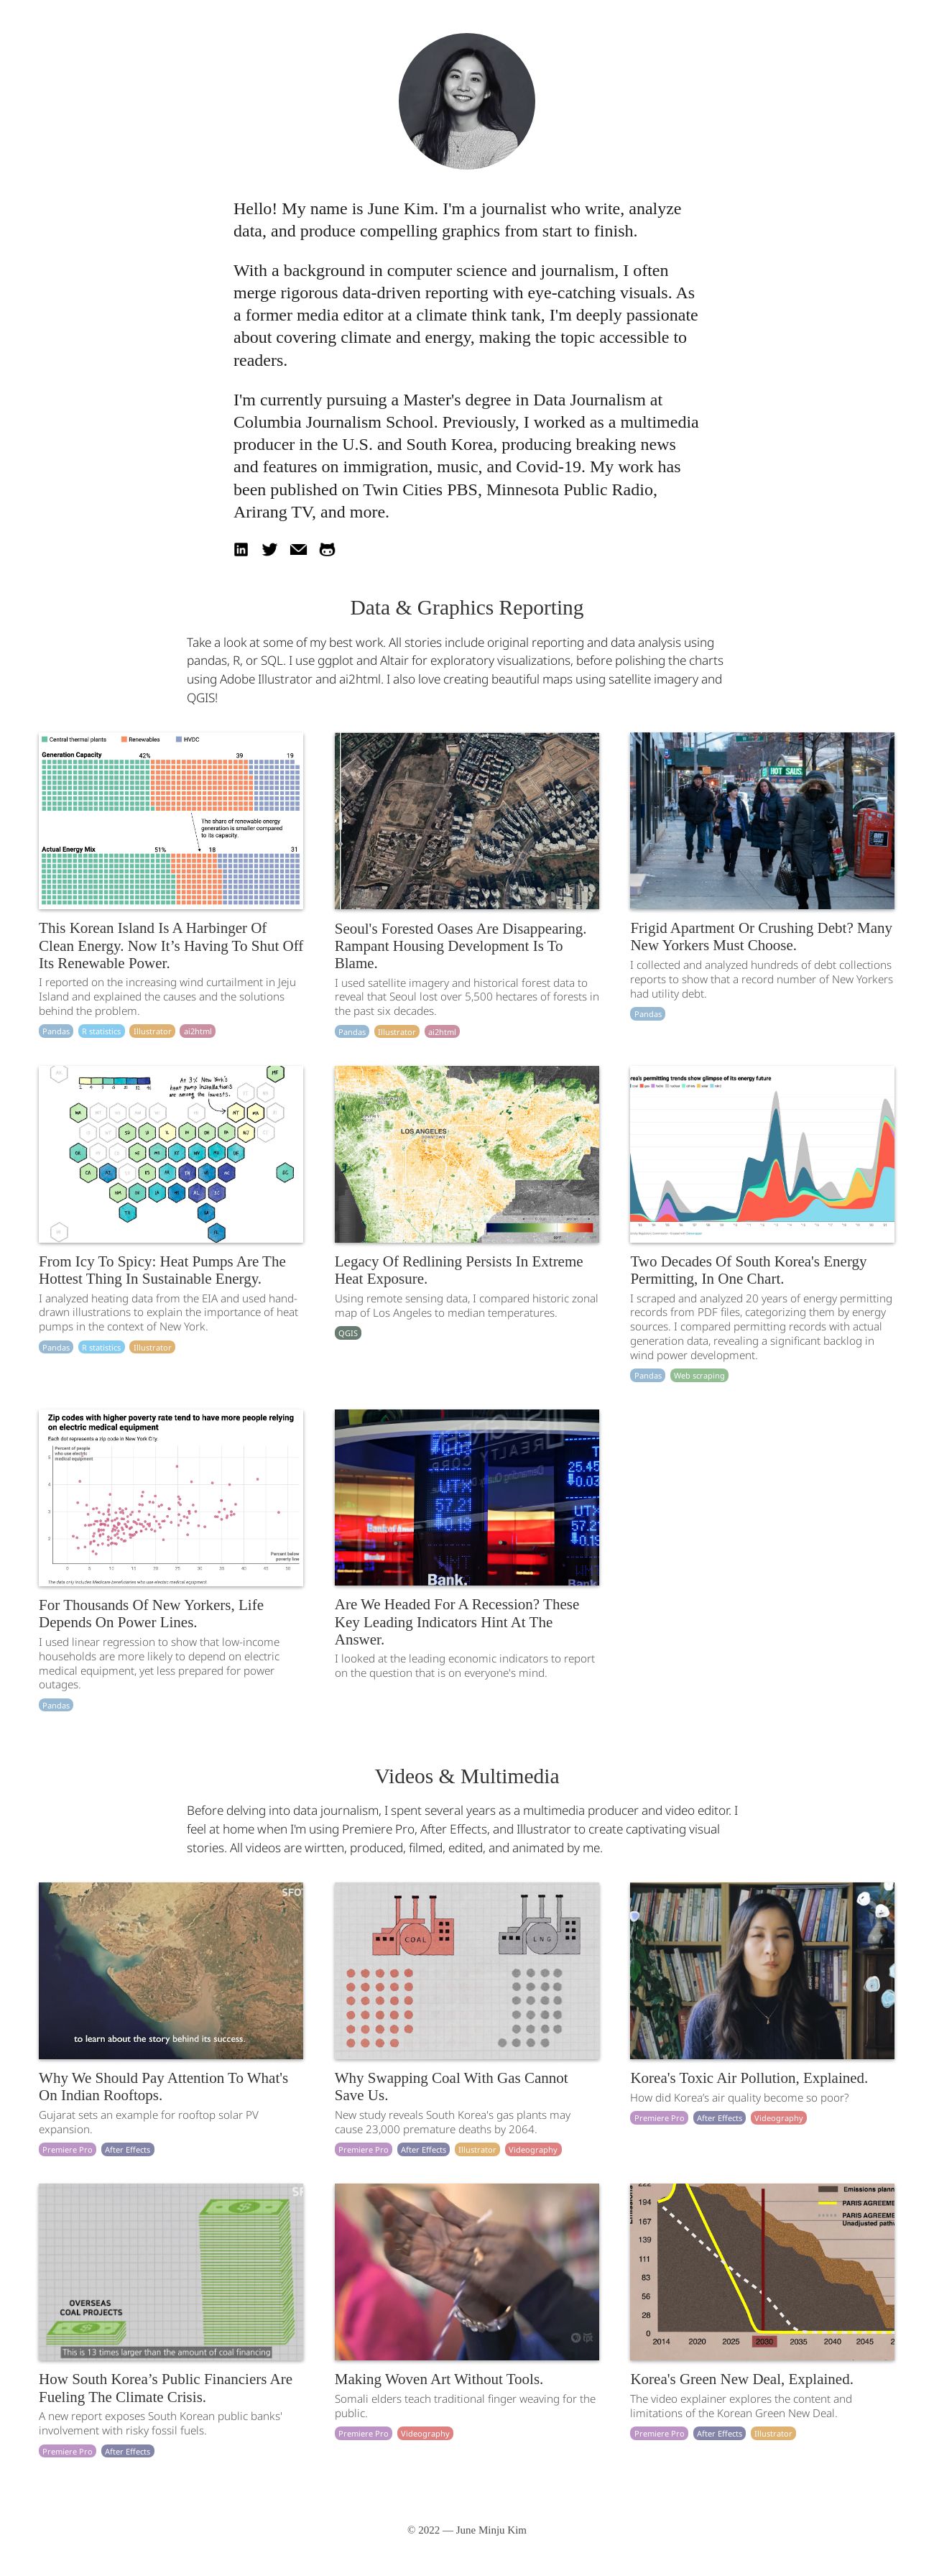 Hello! My name is June Kim. I'm a journalist who write, analyze
data, and produce compelling graphics from start to finish.
With a background in computer science and journalism, I often
merge rigorous data-driven reporting with eye-catching visuals. As
a former media editor at a climate think tank, I'm deeply passionate
about covering climate and energy, making the topic accessible to
readers.
I'm currently pursuing a Master's degree in Data Journalism at
Columbia Journalism School. Previously, I worked as a multimedia
producer in the U.S. and South Korea, producing breaking news
and features on immigration, music, and Covid-19. My work has
been published on Twin Cities PBS, Minnesota Public Radio,
Arirang TV, and more.
Data & Graphics Reporting
Take a look at some of my best work. All stories include original reporting and data analysis using
pandas, R, or SQL. I use ggplot and Altair for exploratory visualizations, before polishing the charts
using Adobe Illustrator and ai2html. I also love creating beautiful maps using satellite imagery and
QGIS!
Central thermal plants Renewables HVDC
Generation Capacity 42% 39 19
The share of renewable energy
generation is smaller compared
to its capacity.
Actual Energy Mix 51% 18 31
This Korean Island Is A Harbinger Of
Clean Energy. Now It’s Having To Shut Off
Its Renewable Power.
I reported on the increasing wind curtailment in Jeju
Island and explained the causes and the solutions
behind the problem.
Pandas R statistics Illustrator ai2html
Seoul's Forested Oases Are Disappearing.
Rampant Housing Development Is To
Blame.
I used satellite imagery and historical forest data to
reveal that Seoul lost over 5,500 hectares of forests in
the past six decades.
Pandas Illustrator ai2html
HOT SAUS
Frigid Apartment Or Crushing Debt? Many
New Yorkers Must Choose.
I collected and analyzed hundreds of debt collections
reports to show that a record number of New Yorkers
had utility debt.
Pandas
At 3% New York's
heat pump installations
are among the lowest.
From Icy To Spicy: Heat Pumps Are The
Hottest Thing In Sustainable Energy.
I analyzed heating data from the EIA and used hand-
drawn illustrations to explain the importance of heat
pumps in the context of New York.
Pandas R statistics Illustrator
LOS ANGELES
Legacy Of Redlining Persists In Extreme
Heat Exposure.
Using remote sensing data, I compared historic zonal
map of Los Angeles to median temperatures.
QGIS
rea's permitting trends show glimpse of its energy future
Two Decades Of South Korea's Energy
Permitting, In One Chart.
I scraped and analyzed 20 years of energy permitting
records from PDF files, categorizing them by energy
sources. I compared permitting records with actual
generation data, revealing a significant backlog in
wind power development.
Pandas Web scraping
Zip codes with higher poverty rate tend to have more people relying
on electric medical equipment
Each dot represents a zip code in New York City.
Percent of people
who use electric
medical equipment
Percent below
poverty line
0 5 10 15 20 25 30 35 40 45 50
The data only includes Medicare beneficiaries who use electric medical equipment.
For Thousands Of New Yorkers, Life
Depends On Power Lines.
I used linear regression to show that low-income
households are more likely to depend on electric
medical equipment, yet less prepared for power
outages.
Pandas
UTX
57.21
0.19
25.45
0.03
Bank.
Are We Headed For A Recession? These
Key Leading Indicators Hint At The
Answer.
I looked at the leading economic indicators to report
on the question that is on everyone's mind.
Videos & Multimedia
Before delving into data journalism, I spent several years as a multimedia producer and video editor. I
feel at home when I'm using Premiere Pro, After Effects, and Illustrator to create captivating visual
stories. All videos are wirtten, produced, filmed, edited, and animated by me.
to learn about the story behind its success.
Why We Should Pay Attention To What's
On Indian Rooftops.
Gujarat sets an example for rooftop solar PV
expansion.
Premiere Pro After Effects
COAL LNG
Why Swapping Coal With Gas Cannot
Save Us.
New study reveals South Korea's gas plants may
cause 23,000 premature deaths by 2064.
Premiere Pro After Effects Illustrator Videography
Korea's Toxic Air Pollution, Explained.
How did Korea's air quality become so poor?
Premiere Pro After Effects Videography
OVERSEAS
COAL PROJECTS
This is 13 times larger than the amount of coal financing
How South Korea’s Public Financiers Are
Fueling The Climate Crisis.
A new report exposes South Korean public banks'
involvement with risky fossil fuels.
Premiere Pro After Effects
Making Woven Art Without Tools.
Somali elders teach traditional finger weaving for the
public.
Premiere Pro Videography
Emissions plann
PARIS AGREEME
PARIS AGREEME
Unadjusted path
222
194
167
139
111
83
56
28
0
2014 2020 2025 2030 2035 2040 2045
Korea's Green New Deal, Explained.
The video explainer explores the content and
limitations of the Korean Green New Deal.
Premiere Pro After Effects Illustrator
© 2022 — June Minju Kim